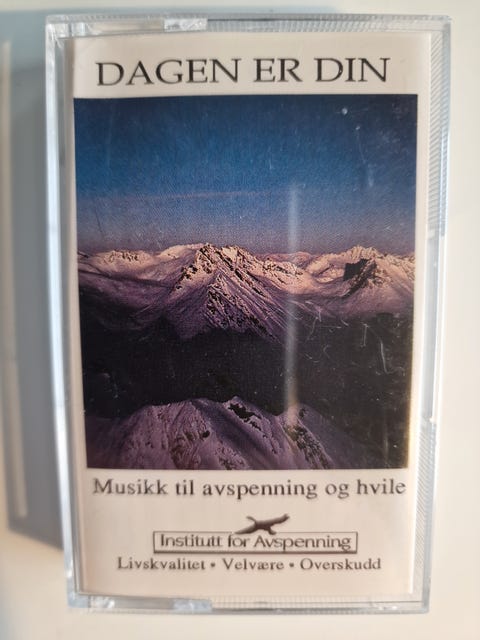 DAGEN ER DIN
Musikk til avspenning og hvile
Institutt for Avspenning
Livskvalitet • Velvære • Overskudd